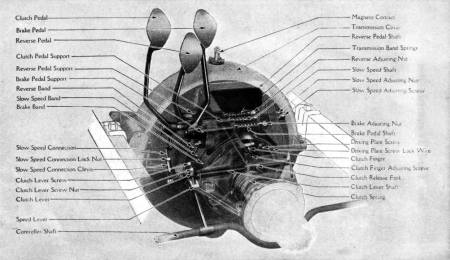 Clutch Pedal
Brake Pedal
Reverse Pedal
Clutch Pedal Support
Reverse Pedal Support
Brake Pedal Support
Reverse Band
Slow Speed Band
Brake Band
Slow Speed Connection
Slow Speed Connection Lock Nut
Slow Speed Connection Clevis
Clutch Lever Screw
Clutch Lever Screw Nut
Clutch Lever
Speed Lever
Controller Shaft
Magneto Contact
Transmission Cover
Reverse Pedal Shaft
Transmission Band Springs
Reverse Adjusting Nut
Slow Speed Shaft
Slow Speed Adjusting Nut
Slow Speed Adjusting Screw
Brake Adjusting Nut
Brake Pedal Shaft
Driving Plate Screw
Driving Plate Screw Lock Wire
Clutch Finger
Clutch Finger Adjusting Screw
Clutch Release Fork
Clutch Lever Shaft
Clutch Spring